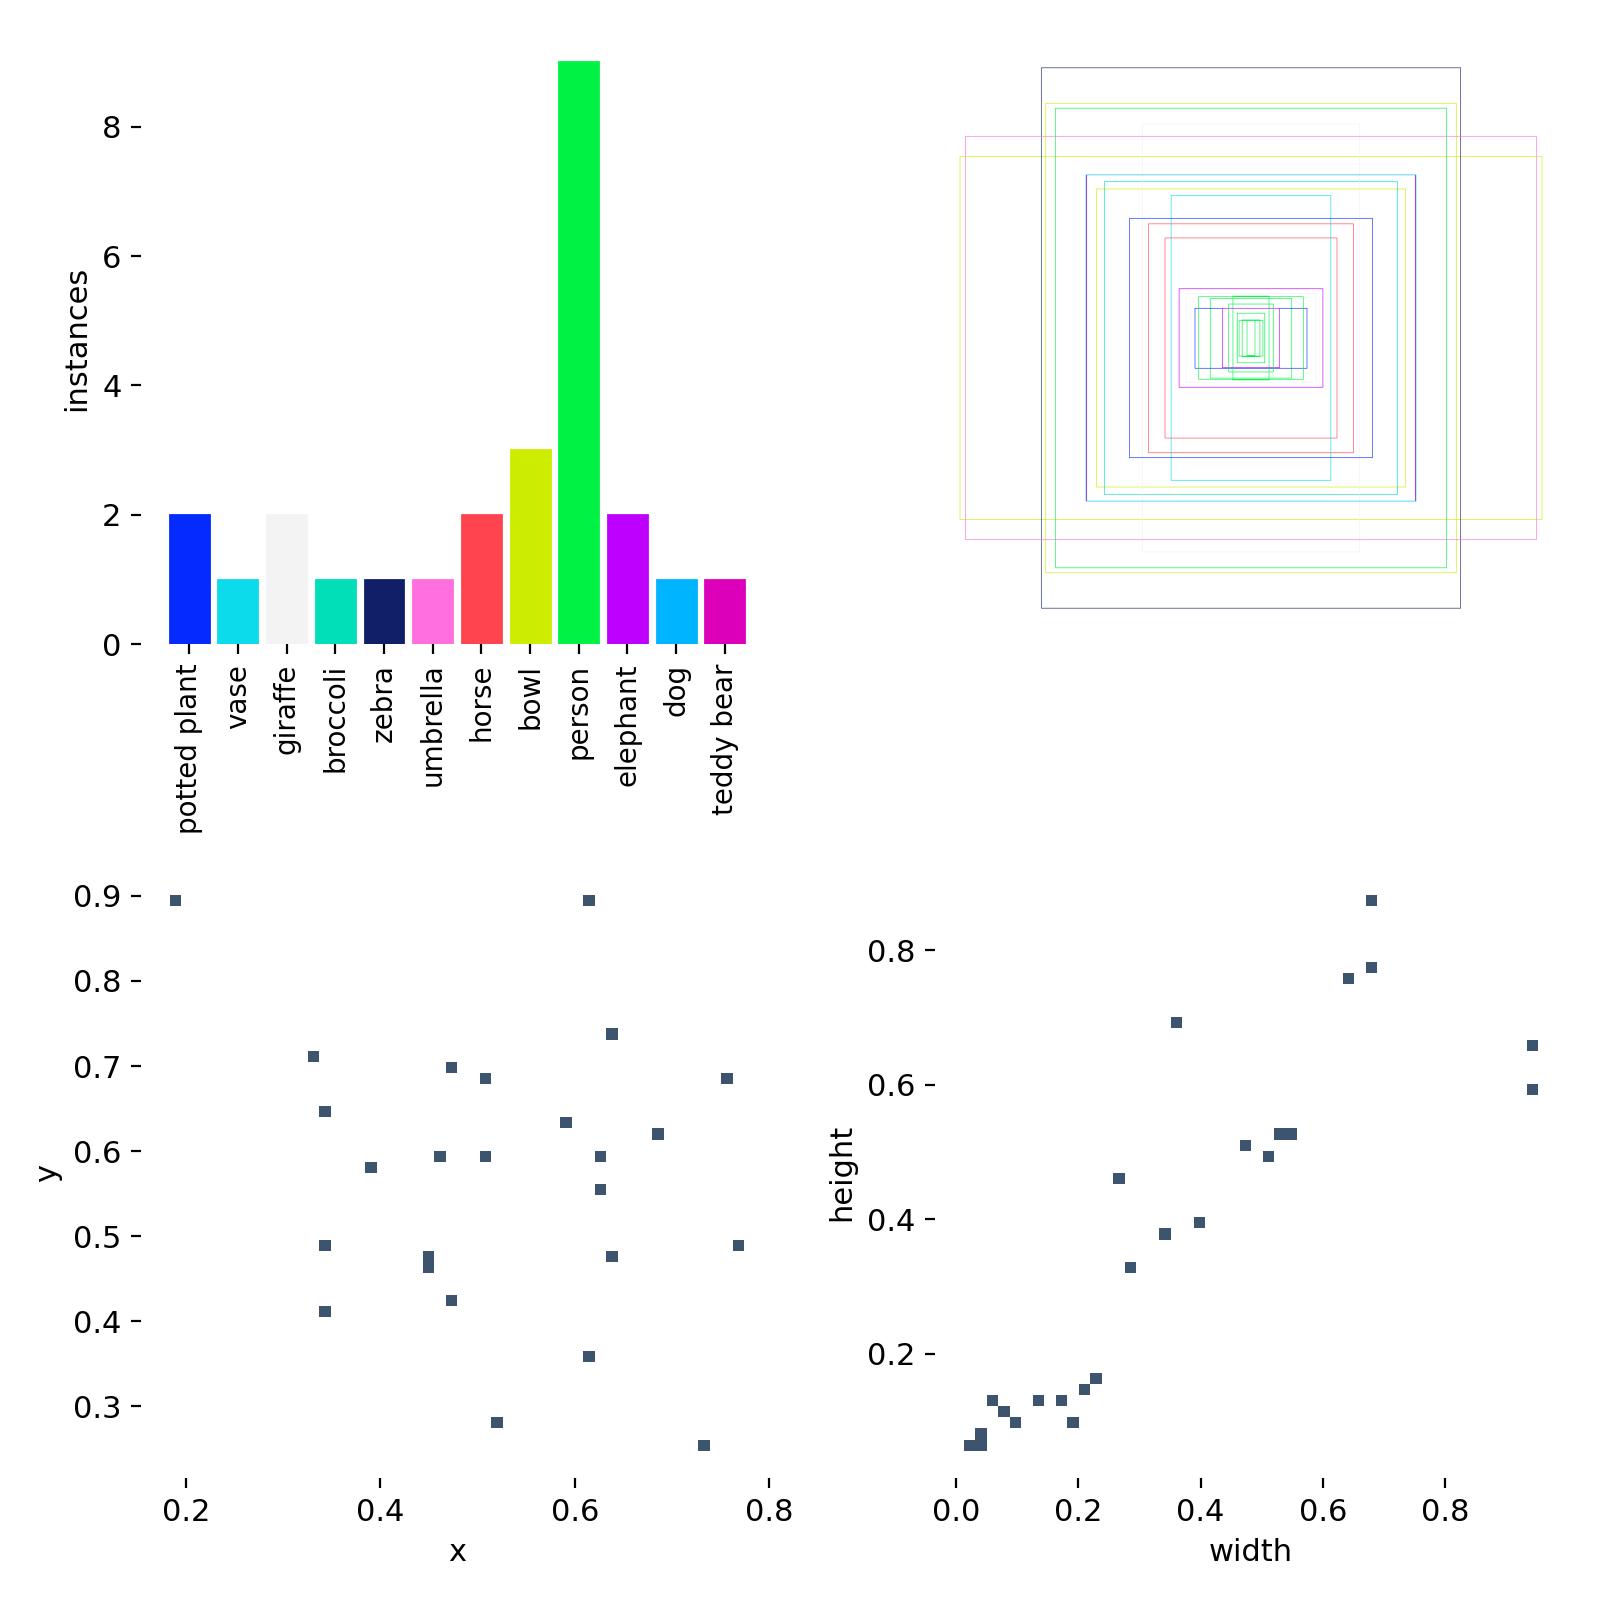 instances
8
6
4
2
0
potted plant
vase
giraffe
broccoli
zebra
umbrella
horse
bowl
person
elephant
dog
teddy bear
y
0.9
0.8
0.7
0.6
0.5
0.4
0.3
0.2 0.4 0.6 0.8
x
height
0.8
0.6
0.4
0.2
0.0 0.2 0.4 0.6 0.8
width